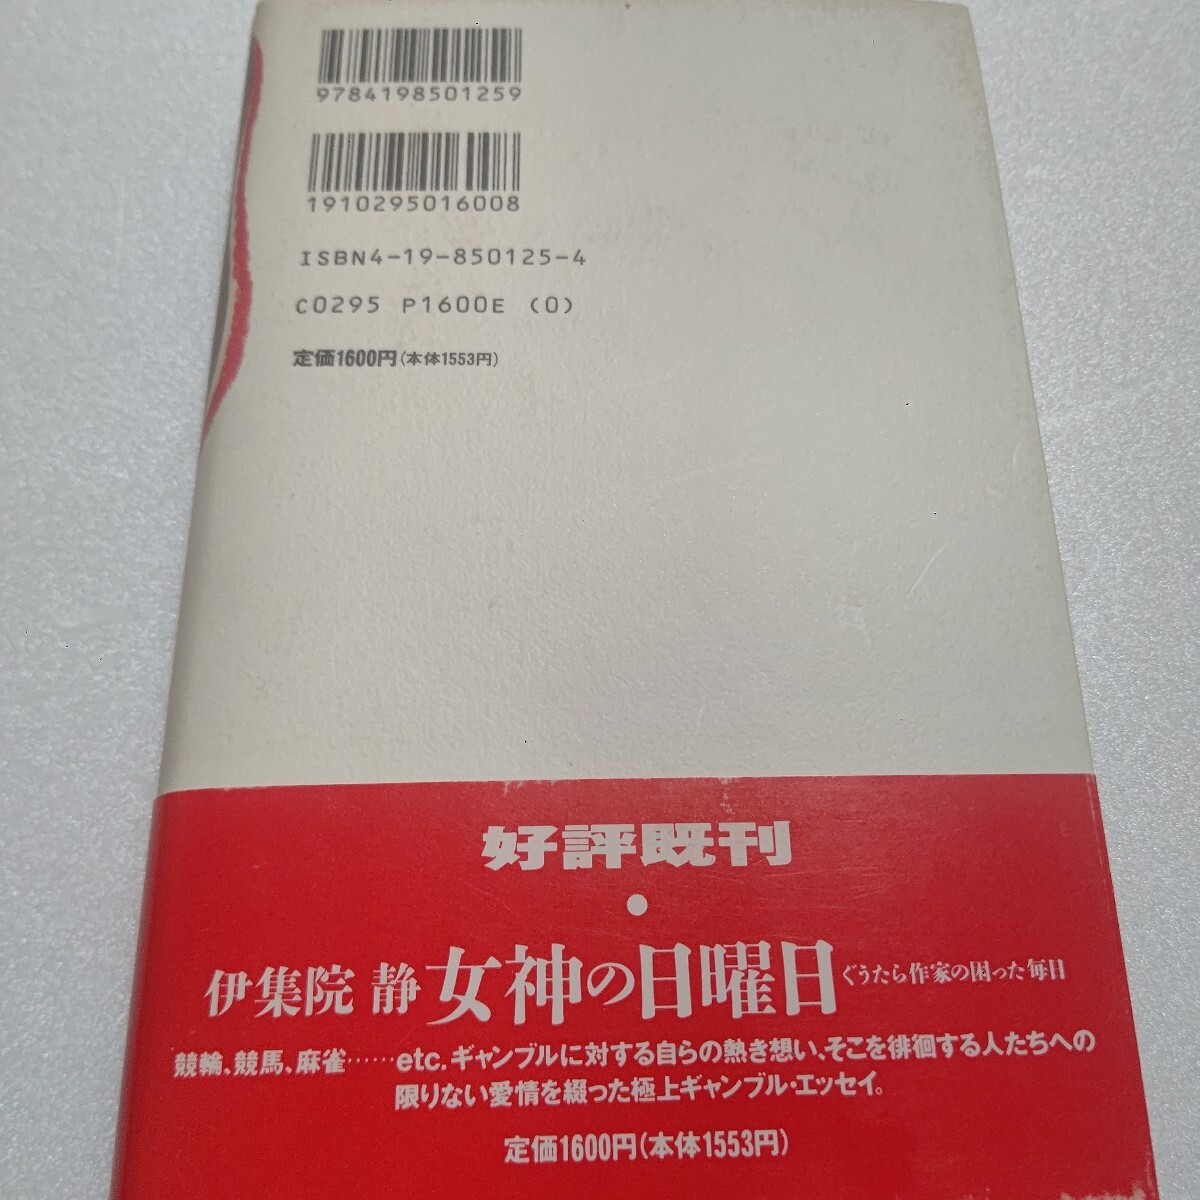 9784198501259
1910295016008
ISBN4-19-850125-4
C0295 P1600E (0)
定価1600円(本体1553円)
好評既刊
●
伊集院 静 女神の日曜日 ぐうたら作家の困った毎日
競輪、競馬、麻雀……etc.ギャンブルに対する自らの熱き想い、そこを徘徊する人たちへの
限りない愛情を綴った極上ギャンブル・エッセイ。
定価1600円(本体1553円)